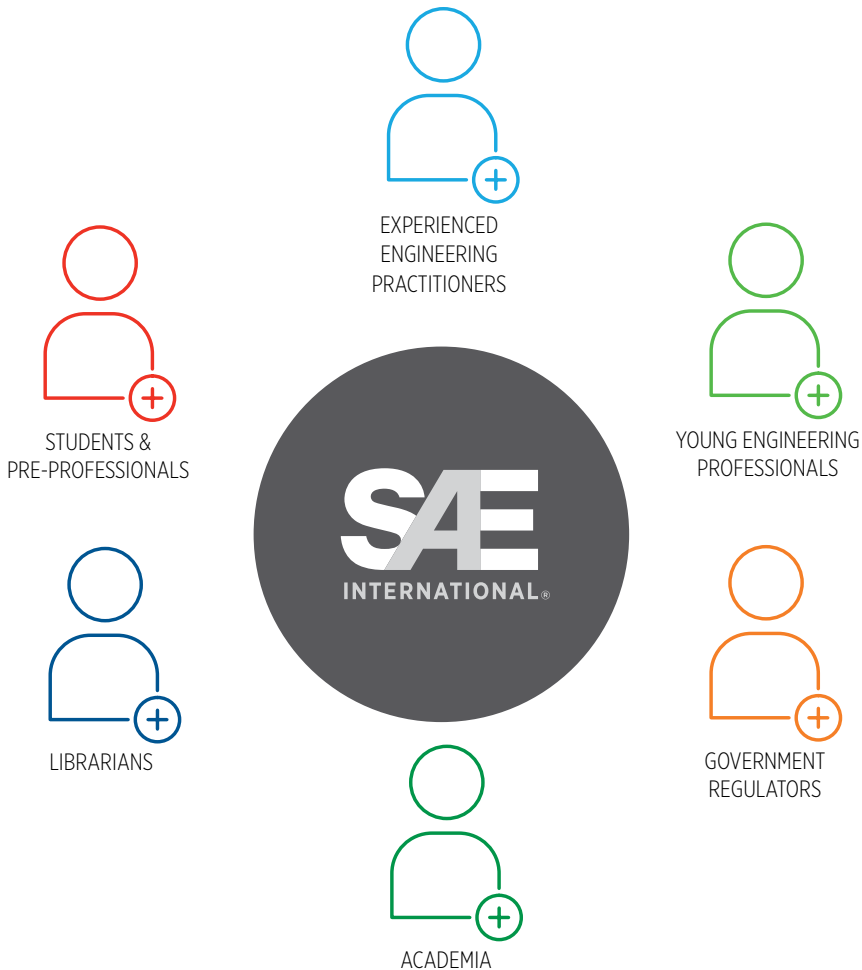 EXPERIENCED
ENGINEERING
PRACTITIONERS
STUDENTS &
PRE-PROFESSIONALS
YOUNG ENGINEERING
PROFESSIONALS
SAE
INTERNATIONAL®
LIBRARIANS
GOVERNMENT
REGULATORS
ACADEMIA